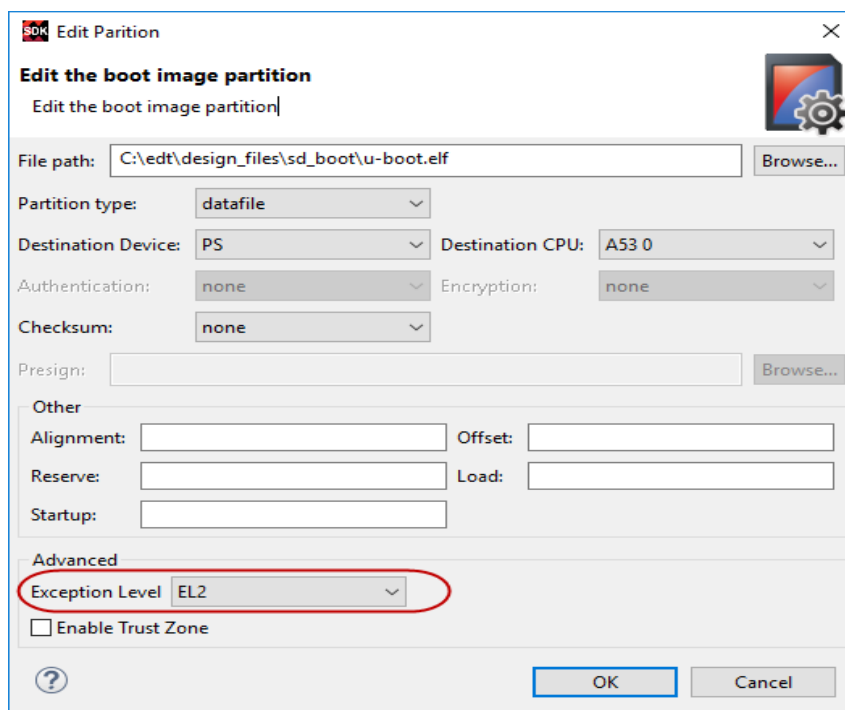 SDK Edit Parition
Edit the boot image partition
Edit the boot image partition
File path: C:\edt\design_files\sd_boot\u-boot.elf Browse...
Partition type: datafile
Destination Device: PS Destination CPU: A53 0
Authentication: none Encryption: none
Checksum: none
Presign: Browse...
Other
Alignment: Offset:
Reserve: Load:
Startup:
Advanced
Exception Level EL2
Enable Trust Zone
? OK Cancel